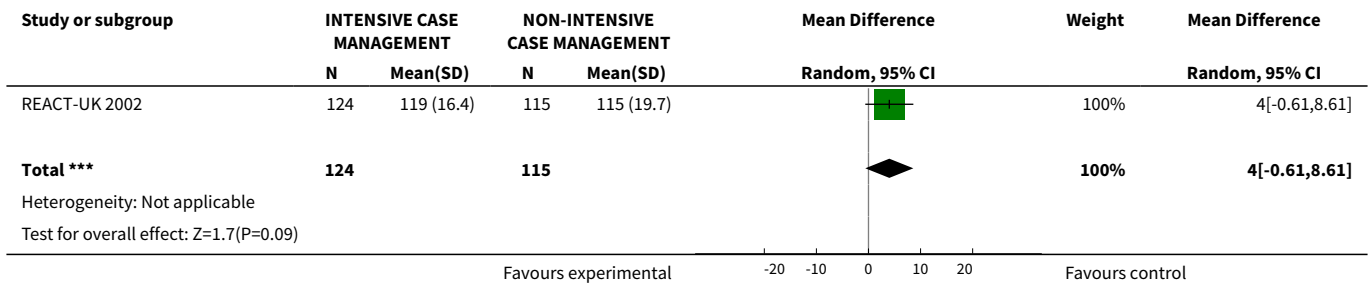 Study or subgroup INTENSIVE CASE MANAGEMENT NON-INTENSIVE CASE MANAGEMENT Mean Difference Weight Mean Difference
N Mean(SD) N Mean(SD) Random, 95% CI Random, 95% CI
REACT-UK 2002 124 119 (16.4) 115 115 (19.7) 100% 4[-0.61,8.61]
Total *** 124 115 100% 4[-0.61,8.61]
Heterogeneity: Not applicable
Test for overall effect: Z=1.7(P=0.09)
Favours experimental -20 -10 0 10 20 Favours control